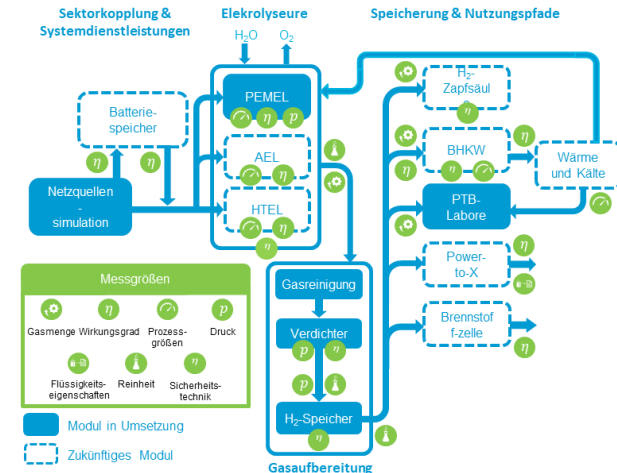 Sektorkopplung &
Systemdienstleistungen
Elekrolyseure
Speicherung & Nutzungspfade
H₂O
O₂
Batterie-
speicher
η
η
Netzquellen
-
simulation
PEMEL
η
p
AEL
η
HTEL
η
η
H₂-
Zapfsäul
η
η
BHKW
η
η
Wärme
und Kälte
PTB-
Labore
Power-
to-X
η
Brennstof
f-zelle
η
Gasreinigung
Verdichter
p
η
p
H₂-Speicher
η
Gasaufbereitung
Messgrößen
η
p
Gasmenge
Wirkungsgrad
Prozess-
größen
Druck
η
Flüssigkeits-
eigenschaften
Reinheit
Sicherheits-
technik
Modul in Umsetzung
Zukünftiges Modul